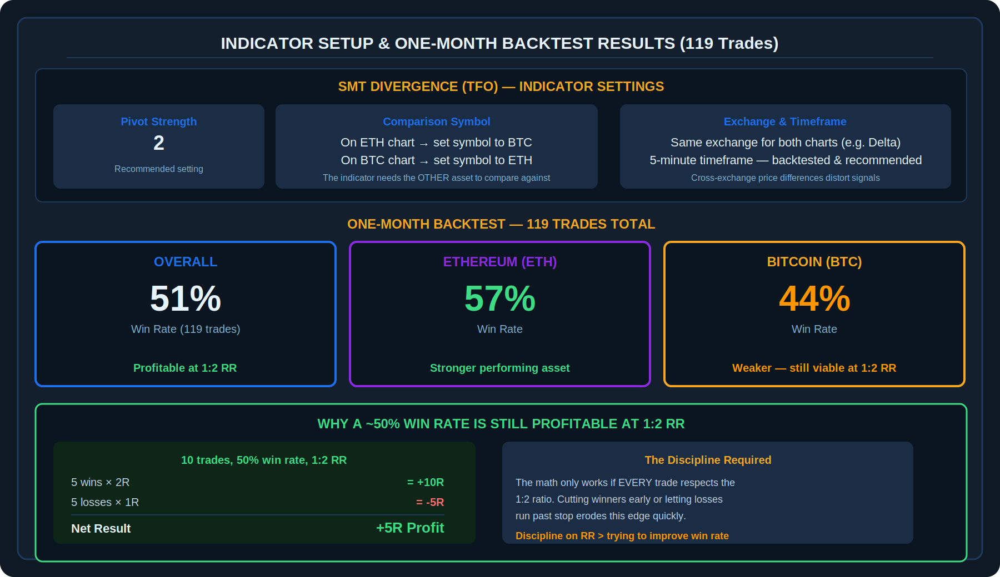 INDICATOR SETUP & ONE-MONTH BACKTEST RESULTS (119 Trades)
SMT DIVERGENCE (TFO) — INDICATOR SETTINGS
Pivot Strength
2
Recommended setting
Comparison Symbol
On ETH chart → set symbol to BTC
On BTC chart → set symbol to ETH
The indicator needs the OTHER asset to compare against
Exchange & Timeframe
Same exchange for both charts (e.g. Delta)
5-minute timeframe — backtested & recommended
Cross-exchange price differences distort signals
ONE-MONTH BACKTEST — 119 TRADES TOTAL
OVERALL
51%
Win Rate (119 trades)
Profitable at 1:2 RR
ETHEREUM (ETH)
57%
Win Rate
Stronger performing asset
BITCOIN (BTC)
44%
Win Rate
Weaker — still viable at 1:2 RR
WHY A ~50% WIN RATE IS STILL PROFITABLE AT 1:2 RR
10 trades, 50% win rate, 1:2 RR
5 wins × 2R = +10R
5 losses × 1R = -5R
Net Result +5R Profit
The Discipline Required
The math only works if EVERY trade respects the
1:2 ratio. Cutting winners early or letting losses
run past stop erodes this edge quickly.
Discipline on RR > trying to improve win rate